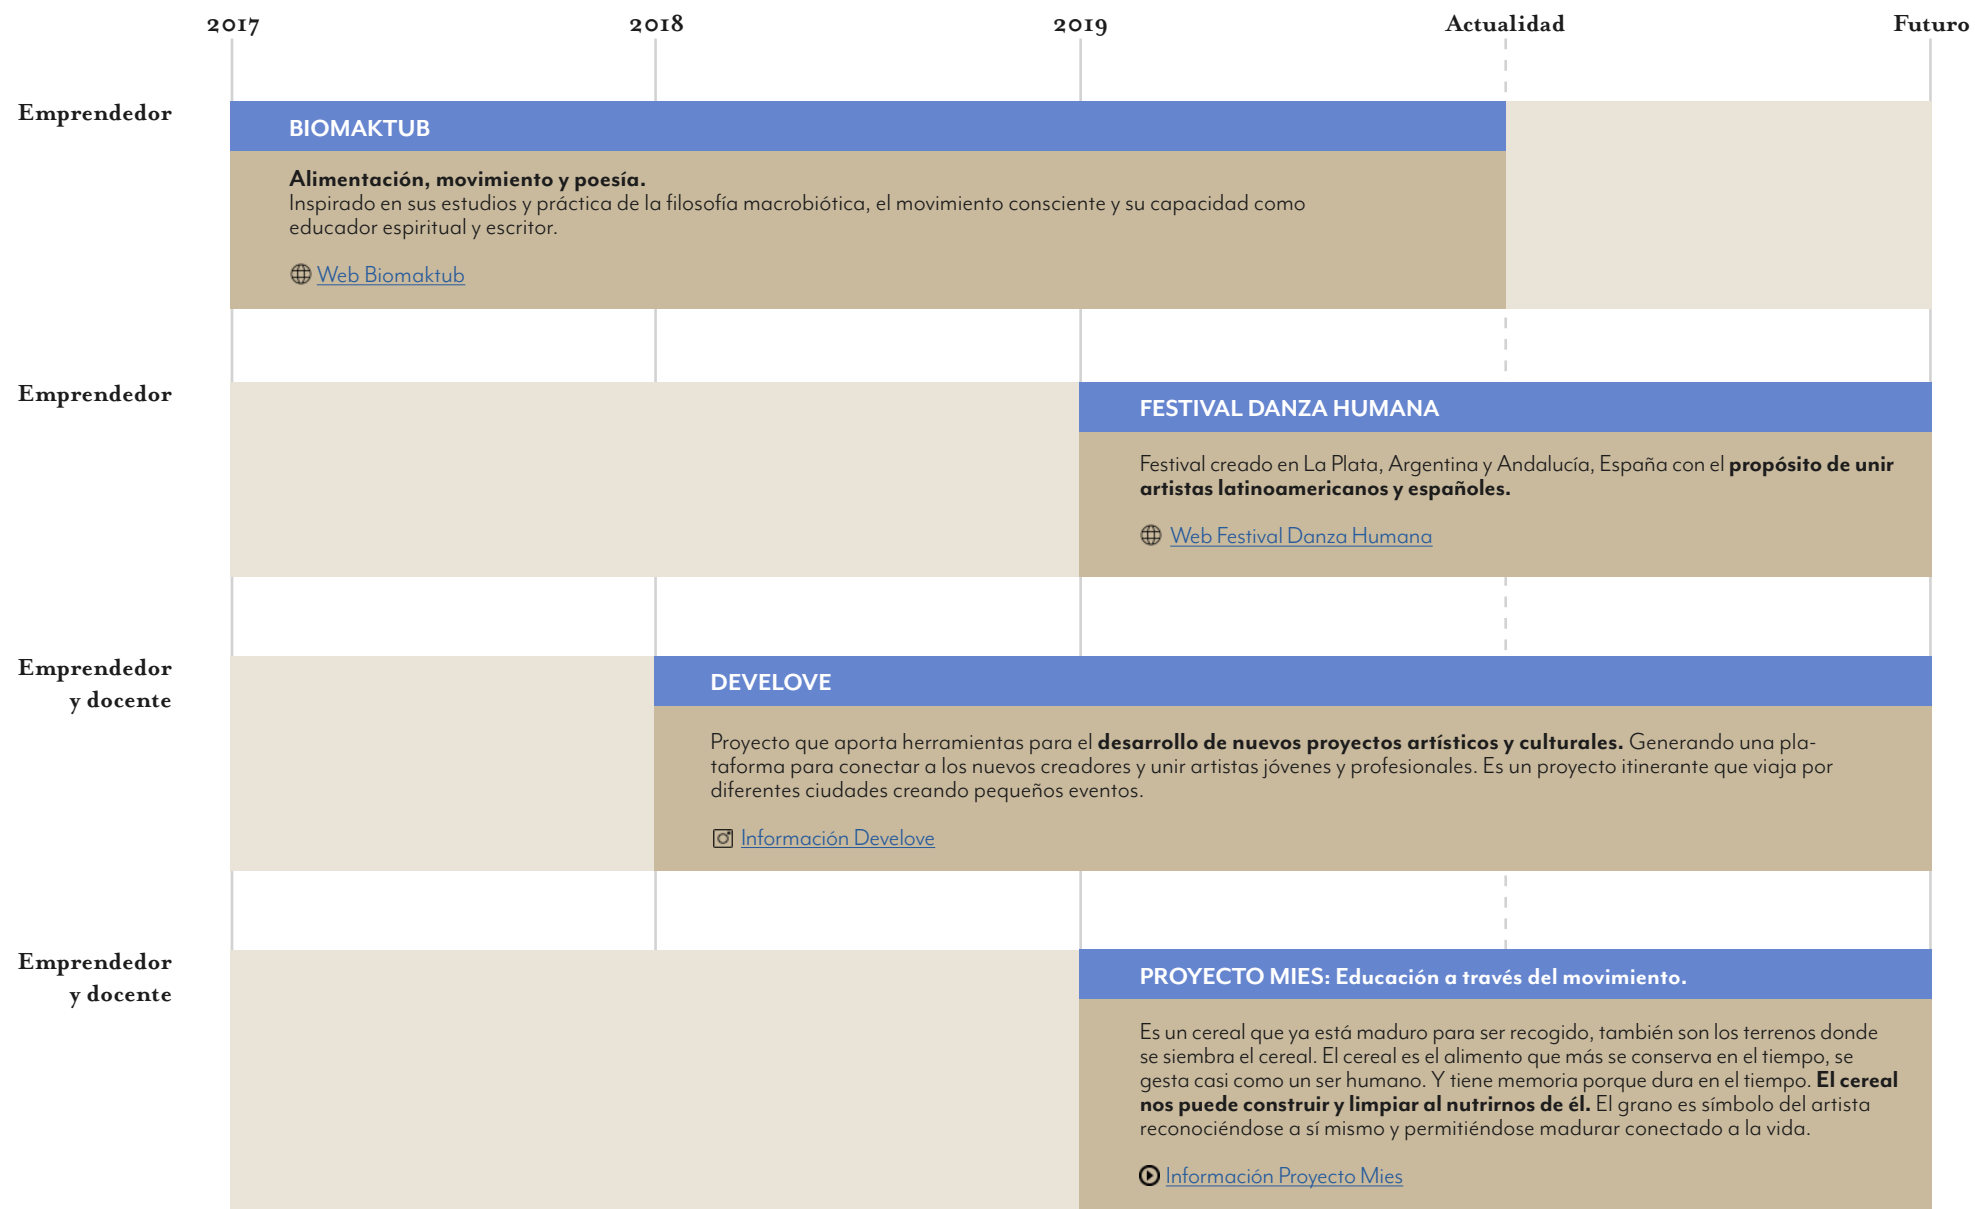 2017 2018 2019 Actualidad Futuro
Emprendedor
BIOMAKTUB
Alimentación, movimiento y poesía.
Inspirado en sus estudios y práctica de la filosofía macrobiótica, el movimiento consciente y su capacidad como
educador espiritual y escritor.
Web Biomaktub
Emprendedor
FESTIVAL DANZA HUMANA
Festival creado en La Plata, Argentina y Andalucía, España con el propósito de unir
artistas latinoamericanos y españoles.
Web Festival Danza Humana
Emprendedor
y docente
DEVELOVE
Proyecto que aporta herramientas para el desarrollo de nuevos proyectos artísticos y culturales. Generando una pla-
taforma para conectar a los nuevos creadores y unir artistas jóvenes y profesionales. Es un proyecto itinerante que viaja por
diferentes ciudades creando pequeños eventos.
Información Develove
Emprendedor
y docente
PROYECTO MIES: Educación a través del movimiento.
Es un cereal que ya está maduro para ser recogido, también son los terrenos donde
se siembra el cereal. El cereal es el alimento que más se conserva en el tiempo, se
gesta casi como un ser humano. Y tiene memoria porque dura en el tiempo. El cereal
nos puede construir y limpiar al nutrirnos de él. El grano es símbolo del artista
reconociéndose a sí mismo y permitiéndose madurar conectado a la vida.
Información Proyecto Mies